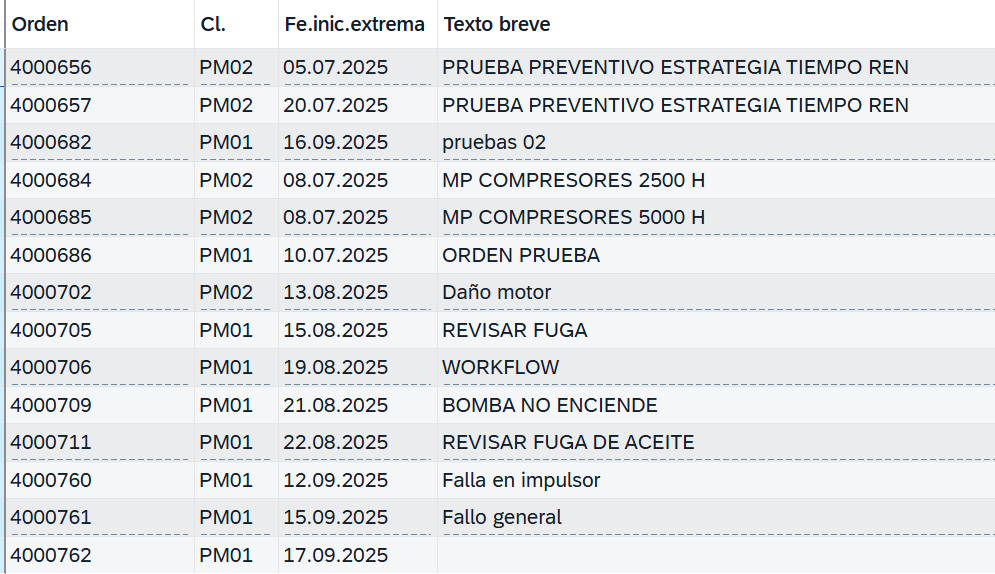 Orden Cl. Fe.inic.extrema Texto breve
4000656 PM02 05.07.2025 PRUEBA PREVENTIVO ESTRATEGIA TIEMPO REN
4000657 PM02 20.07.2025 PRUEBA PREVENTIVO ESTRATEGIA TIEMPO REN
4000682 PM01 16.09.2025 pruebas 02
4000684 PM02 08.07.2025 MP COMPRESORES 2500 H
4000685 PM02 08.07.2025 MP COMPRESORES 5000 H
4000686 PM01 10.07.2025 ORDEN PRUEBA
4000702 PM02 13.08.2025 Daño motor
4000705 PM01 15.08.2025 REVISAR FUGA
4000706 PM01 19.08.2025 WORKFLOW
4000709 PM01 21.08.2025 BOMBA NO ENCIENDE
4000711 PM01 22.08.2025 REVISAR FUGA DE ACEITE
4000760 PM01 12.09.2025 Falla en impulsor
4000761 PM01 15.09.2025 Fallo general
4000762 PM01 17.09.2025